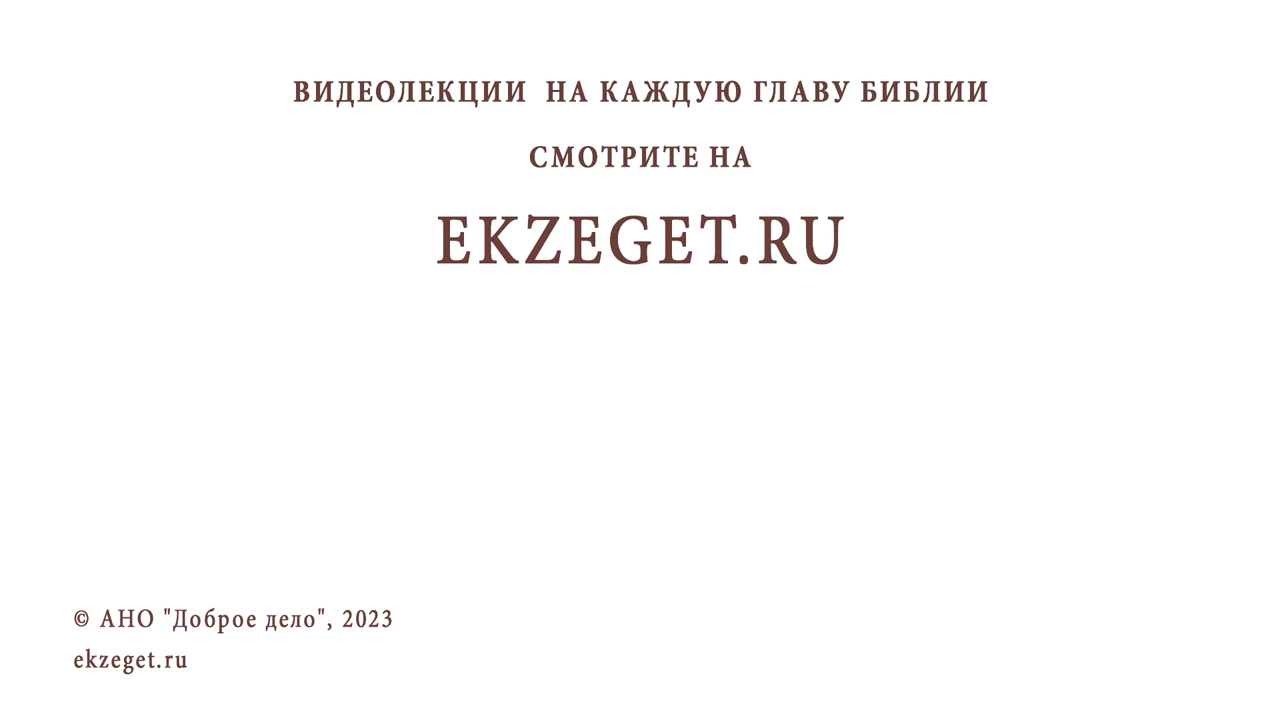 ВИДЕОЛЕКЦИИ НА КАЖДУЮ ГЛАВУ БИБЛИИ
СМОТРИТЕ НА
EKZEGET.RU
© АНО "Доброе дело", 2023
ekzeget.ru